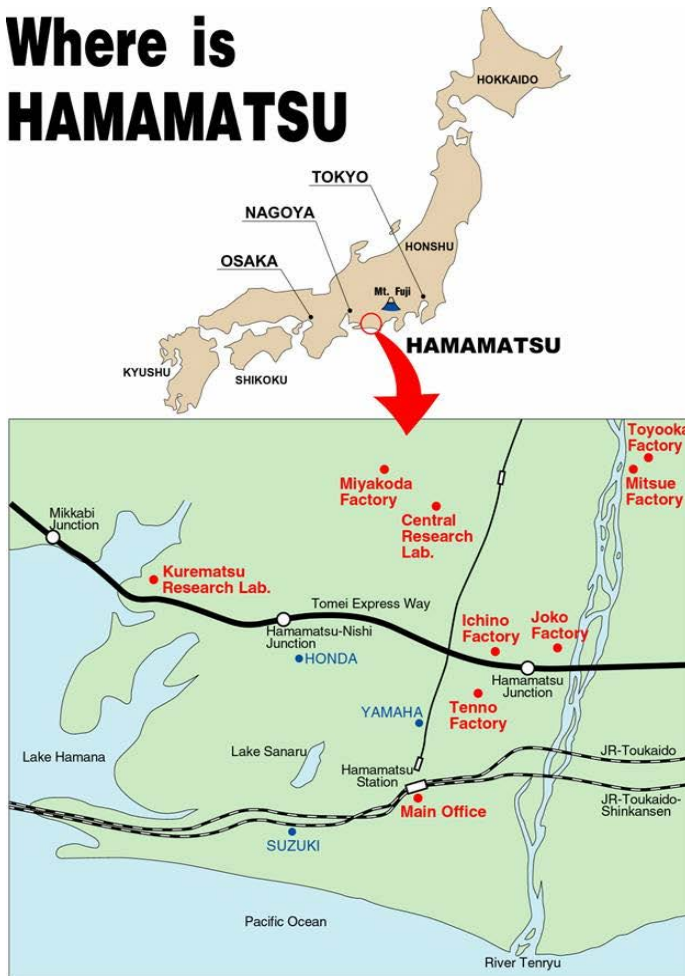 Where is
HAMAMATSU
HOKKAIDO
TOKYO
NAGOYA
HONSHU
OSAKA
Mt. Fuji
HAMAMATSU
KYUSHU
SHIKOKU
Toyooka
Factory
Miyakoda
Factory
Mitsue
Factory
Central
Research
Lab.
Mikkabi
Junction
Kurematsu
Research Lab.
Tomei Express Way
Ichino
Factory
Joko
Factory
Hamamatsu-Nishi
Junction
HONDA
Hamamatsu
Junction
Tenno
Factory
YAMAHA
Lake Hamana
Lake Sanaru
Hamamatsu
Station
JR-Toukaido
Main Office
JR-Toukaido-
Shinkansen
SUZUKI
Pacific Ocean
River Tenryu